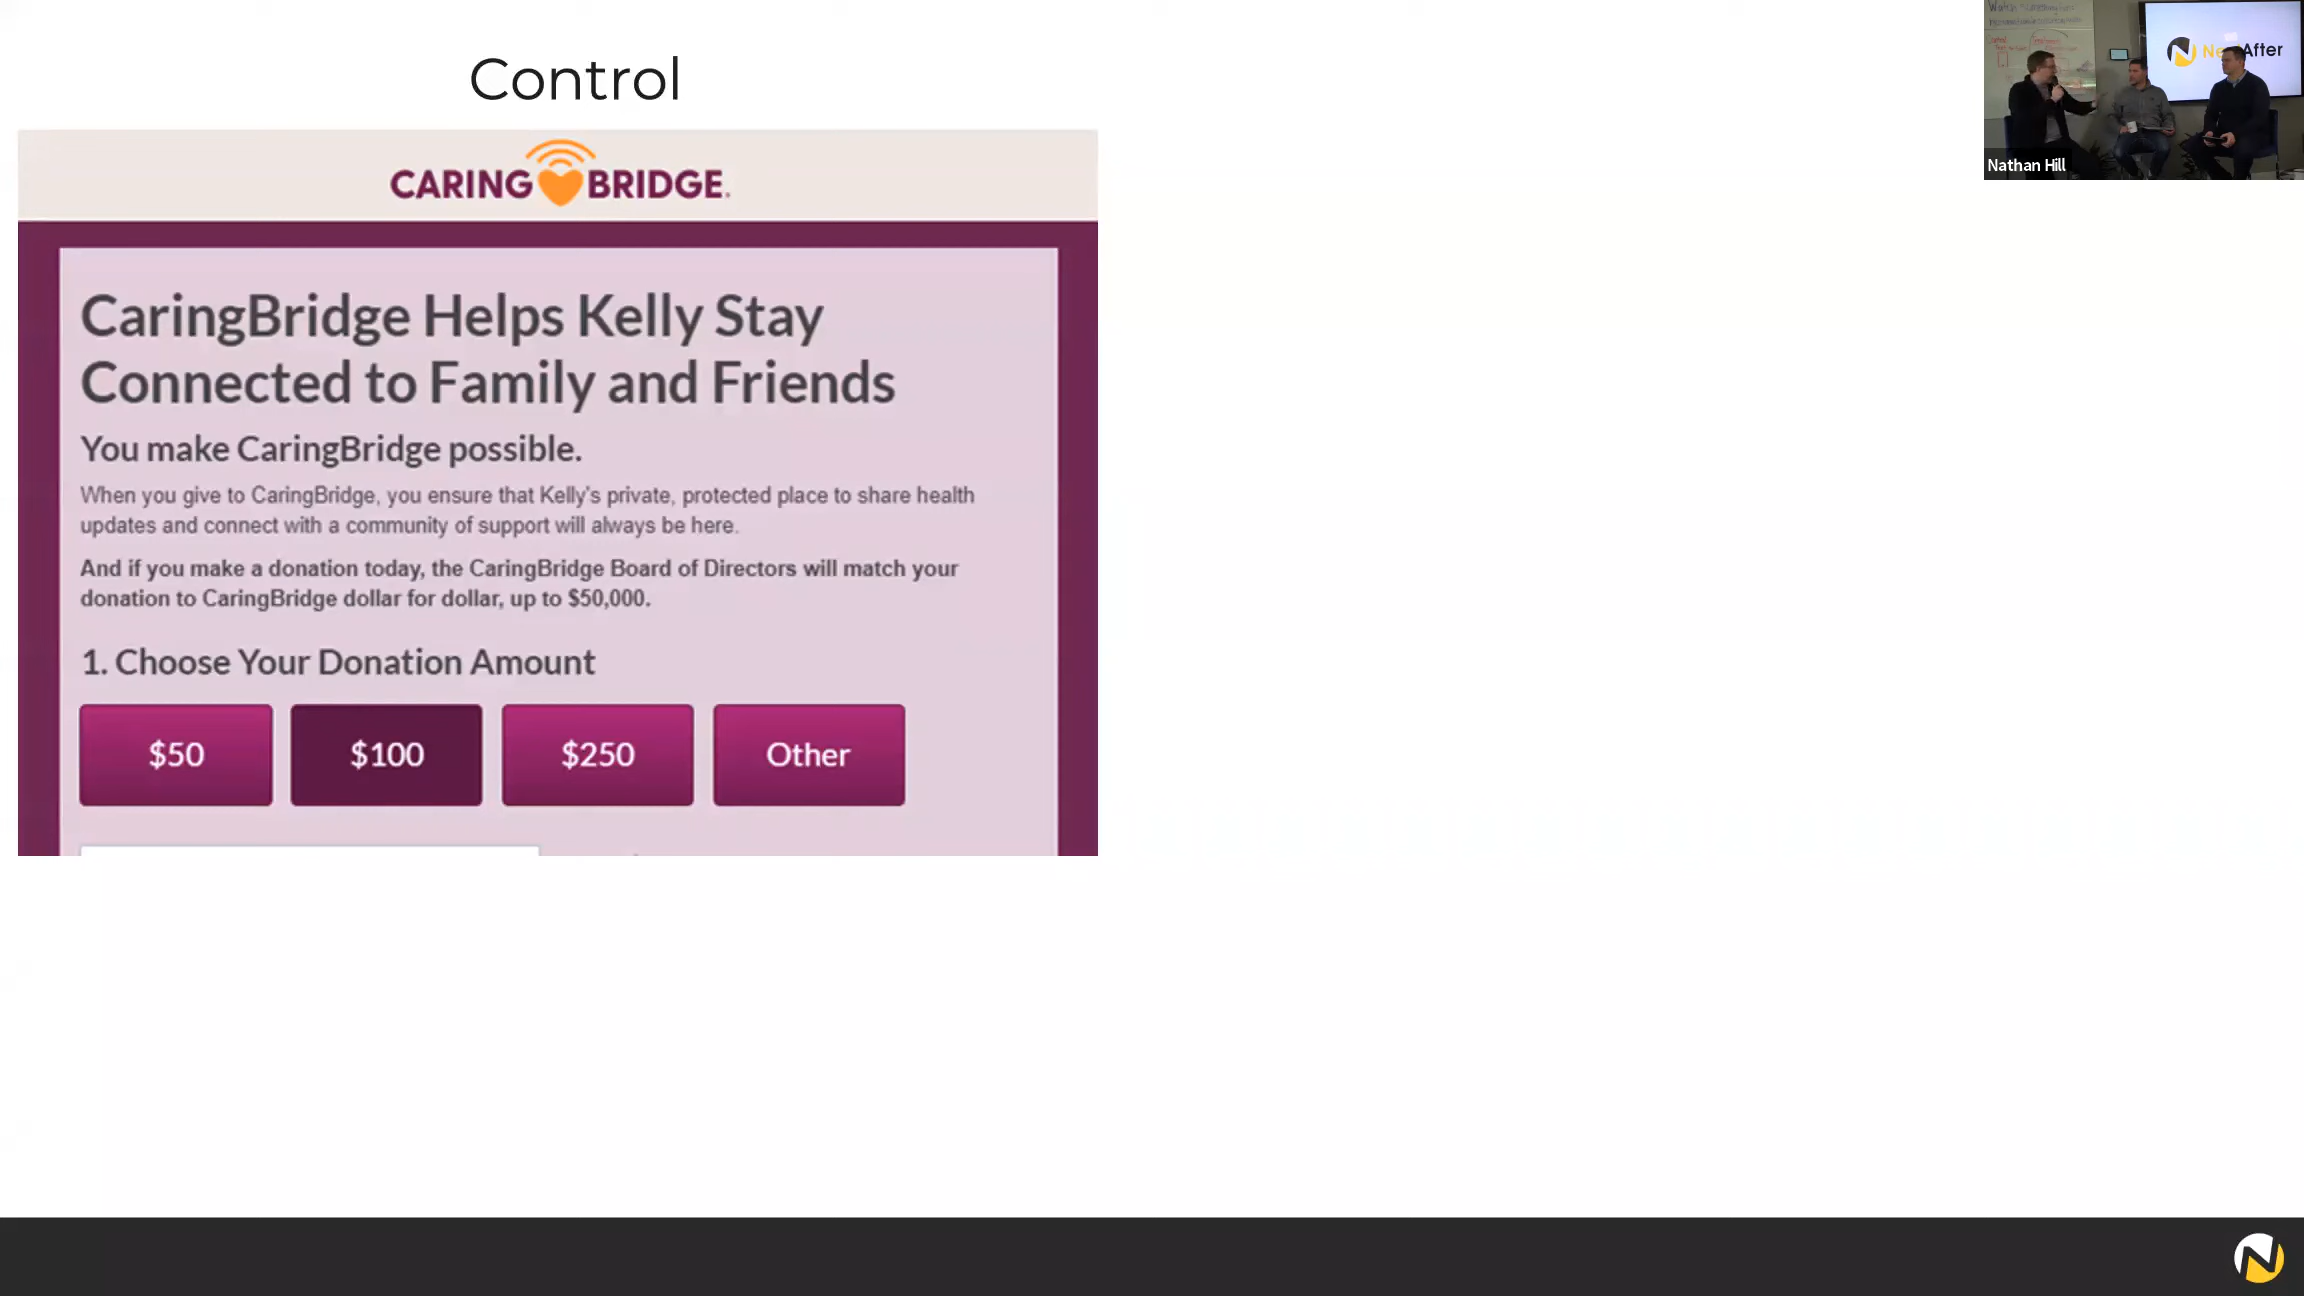 Control
CARING BRIDGE.
CaringBridge Helps Kelly Stay
Connected to Family and Friends
You make CaringBridge possible.
When you give to CaringBridge, you ensure that Kelly's private, protected place to share health
updates and connect with a community of support will always be here.
And if you make a donation today, the CaringBridge Board of Directors will match your
donation to CaringBridge dollar for dollar, up to $50,000.
1. Choose Your Donation Amount
$50
$100
$250
Other
After
Nathan Hill